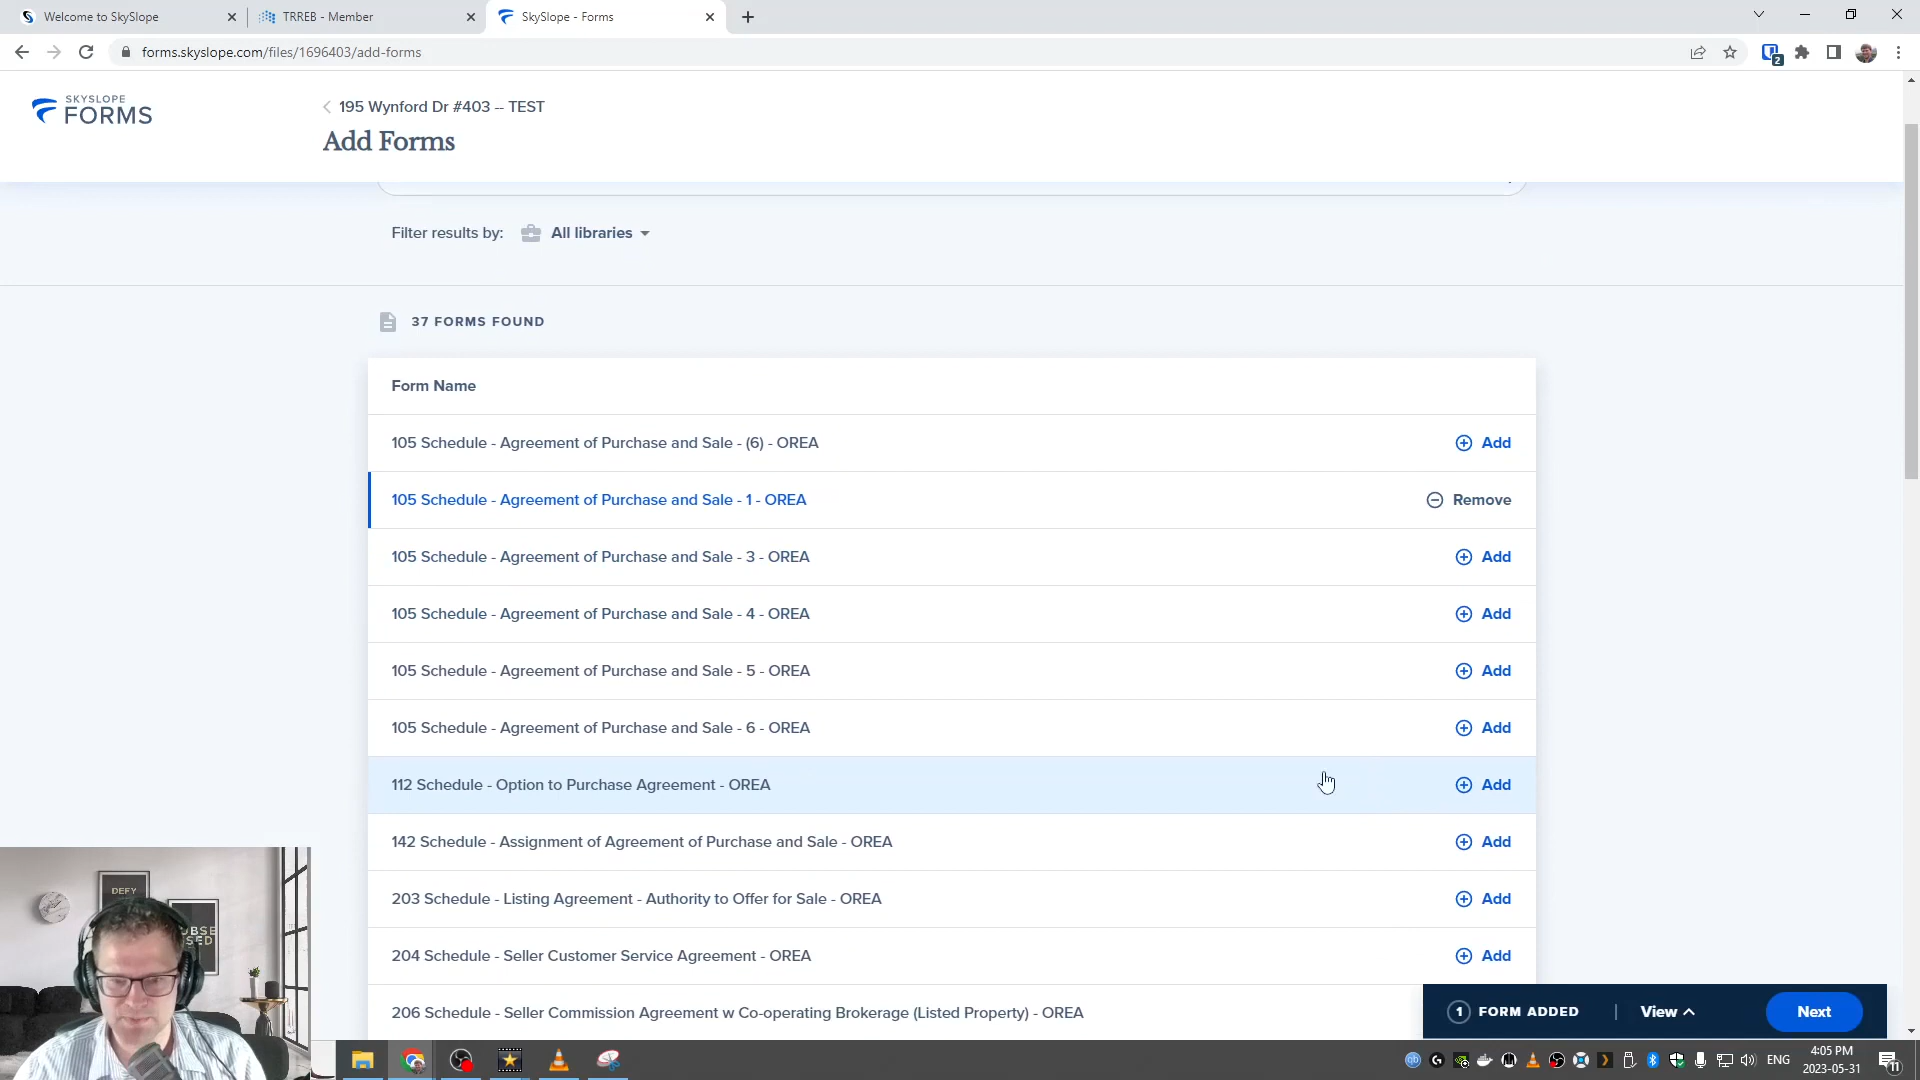 Welcome to SkySlope
TRREB - Member
SkySlope - Forms
forms.skyslope.com/files/1696403/add-forms
2
SKYSLOPE
FORMS
195 Wynford Dr #403 -- TEST
Add Forms
Filter results by: All libraries
37 FORMS FOUND
Form Name
105 Schedule - Agreement of Purchase and Sale - (6) - OREA Add
105 Schedule - Agreement of Purchase and Sale - 1 - OREA Remove
105 Schedule - Agreement of Purchase and Sale - 3 - OREA Add
105 Schedule - Agreement of Purchase and Sale - 4 - OREA Add
105 Schedule - Agreement of Purchase and Sale - 5 - OREA Add
105 Schedule - Agreement of Purchase and Sale - 6 - OREA Add
112 Schedule - Option to Purchase Agreement - OREA Add
142 Schedule - Assignment of Agreement of Purchase and Sale - OREA Add
203 Schedule - Listing Agreement - Authority to Offer for Sale - OREA Add
204 Schedule - Seller Customer Service Agreement - OREA Add
206 Schedule - Seller Commission Agreement w Co-operating Brokerage (Listed Property) - OREA
1 FORM ADDED | View Next
DEFY
OBSE
SSED
ENG
4:05 PM
2023-05-31
11